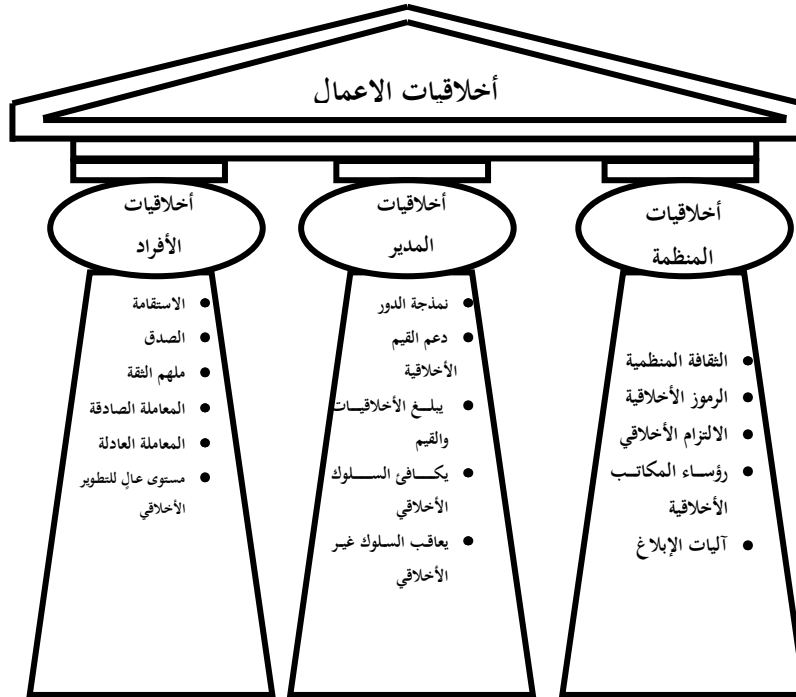 أخلاقيات الاعمال
أخلاقيات
المنظمة
الثقافة المنظمية
الرموز الأخلاقية
الالتزام الأخلاقي
رؤساء المكاتب
الأخلاقية
آليات الإبلاغ
أخلاقيات
المدير
نمذجة الدور
دعم القيم
الأخلاقية
يبلغ الأخلاقيات
والقيم
يكافئ السلوك
الأخلاقي
يعاقب السلوك غير
الأخلاقي
أخلاقيات
الأفراد
الاستقامة
الصدق
ملهم الثقة
المعاملة الصادقة
المعاملة العادلة
مستوى عالٍ للتطوير
الأخلاقي